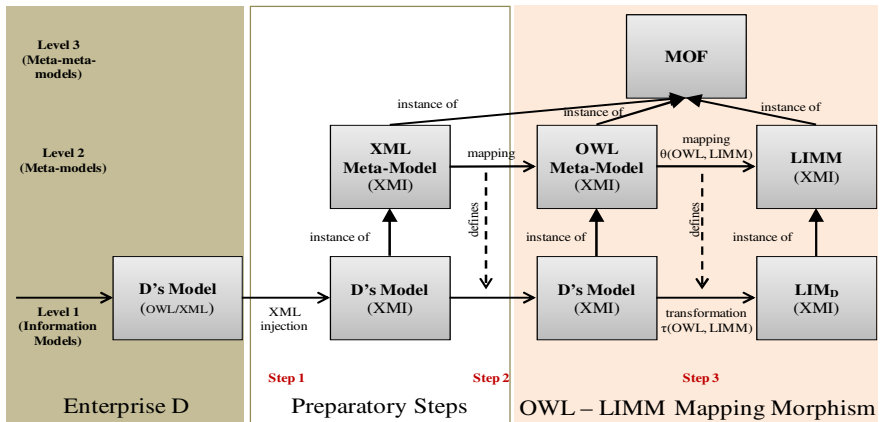 Level 3
(Meta-meta-
models)
MOF
instance of
instance of
instance of
Level 2
(Meta-models)
XML
Meta-Model
(XMI)
mapping
OWL
Meta-Model
(XMI)
mapping
θ(OWL, LIMM)
LIMM
(XMI)
defines
defines
instance of
instance of
instance of
Level 1
(Information
Models)
D's Model
(OWL/XML)
XML
injection
D's Model
(XMI)
D's Model
(XMI)
transformation
τ(OWL, LIMM)
LIMD
(XMI)
Step 1
Step 2
Step 3
Enterprise D
Preparatory Steps
OWL – LIMM Mapping Morphism